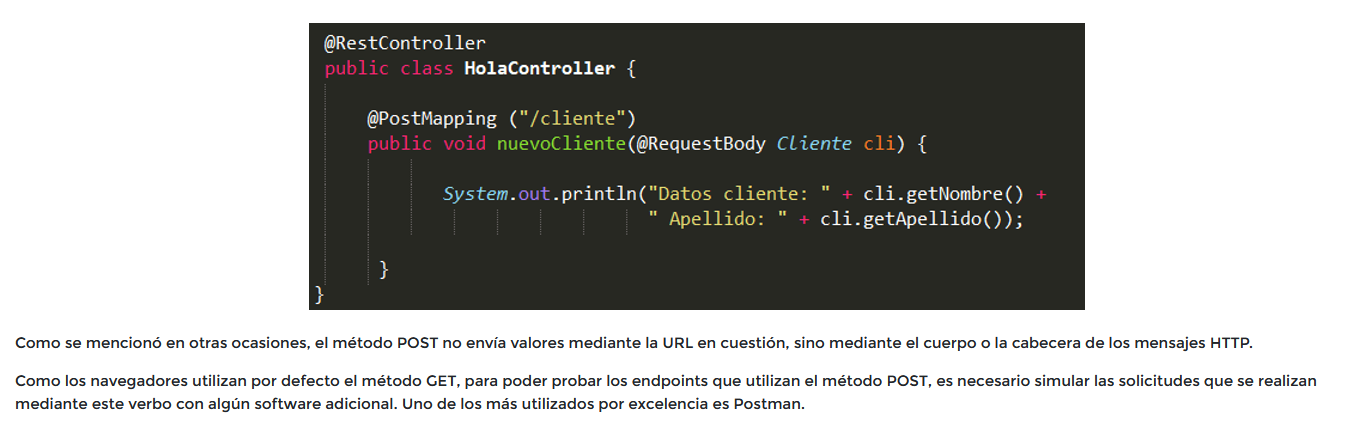 @RestController
public class HolaController {
@PostMapping ("/cliente")
public void nuevoCliente(@RequestBody Cliente cli) {
System.out.println("Datos cliente: " + cli.getNombre() +
" Apellido: " + cli.getApellido());
}
}
Como se mencionó en otras ocasiones, el método POST no envía valores mediante la URL en cuestión, sino mediante el cuerpo o la cabecera de los mensajes HTTP.
Como los navegadores utilizan por defecto el método GET, para poder probar los endpoints que utilizan el método POST, es necesario simular las solicitudes que se realizan
mediante este verbo con algún software adicional. Uno de los más utilizados por excelencia es Postman.